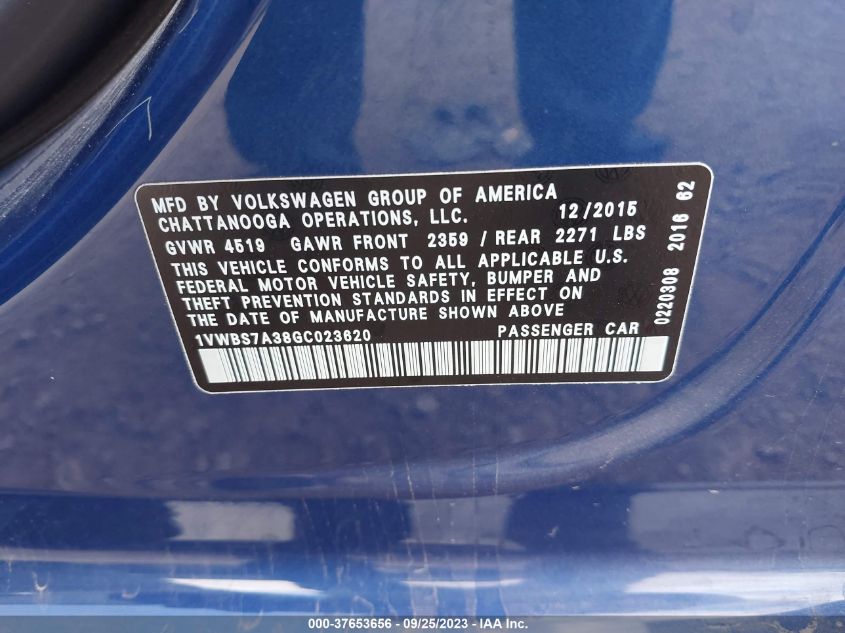 MFD BY VOLKSWAGEN GROUP OF AMERICA
CHATTANOOGA OPERATIONS, LLC. 12/2015
GVWR 4519 GAWR FRONT 2359 / REAR 2271 LBS
THIS VEHICLE CONFORMS TO ALL APPLICABLE U.S.
FEDERAL MOTOR VEHICLE SAFETY, BUMPER AND
THEFT PREVENTION STANDARDS IN EFFECT ON
THE DATE OF MANUFACTURE SHOWN ABOVE
1VWBS7A38GC023620 PASSENGER CAR
0220308 2016 62
000-37653656 - 09/25/2023 - IAA Inc.